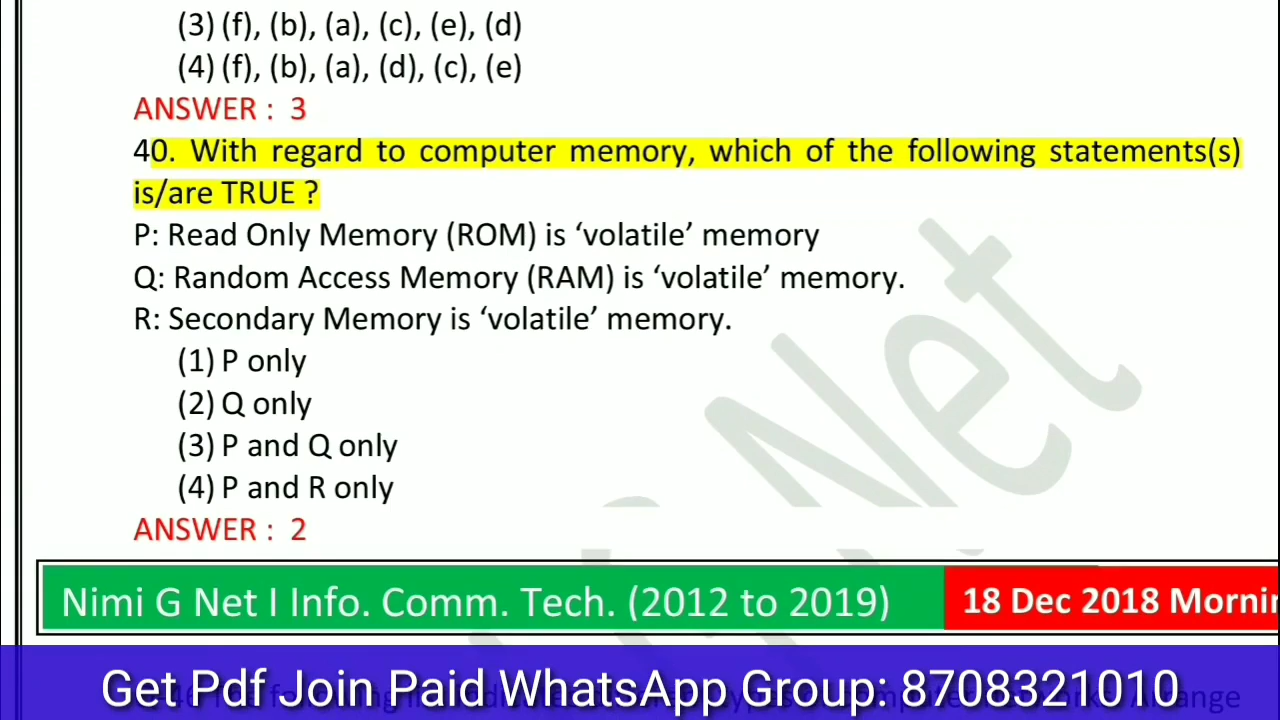 (3) (f), (b), (a), (c), (e), (d)
(4) (f), (b), (a), (d), (c), (e)
ANSWER : 3
40. With regard to computer memory, which of the following statements(s)
is/are TRUE ?
P: Read Only Memory (ROM) is ‘volatile’ memory
Q: Random Access Memory (RAM) is ‘volatile’ memory.
R: Secondary Memory is ‘volatile’ memory.
(1) P only
(2) Q only
(3) P and Q only
(4) P and R only
ANSWER : 2
Net
Nimi G Net I Info. Comm. Tech. (2012 to 2019) 18 Dec 2018 Mornin
Get Pdf Join Paid WhatsApp Group: 8708321010